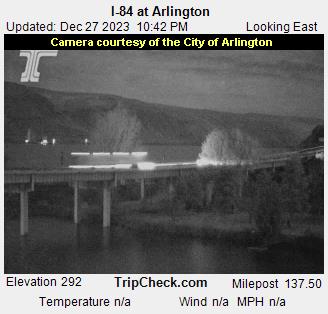 I-84 at Arlington
Updated: Dec 27 2023 10:42 PM Looking East
Camera courtesy of the City of Arlington
Elevation 292 TripCheck.com Milepost 137.50
Temperature n/a Wind n/a MPH n/a